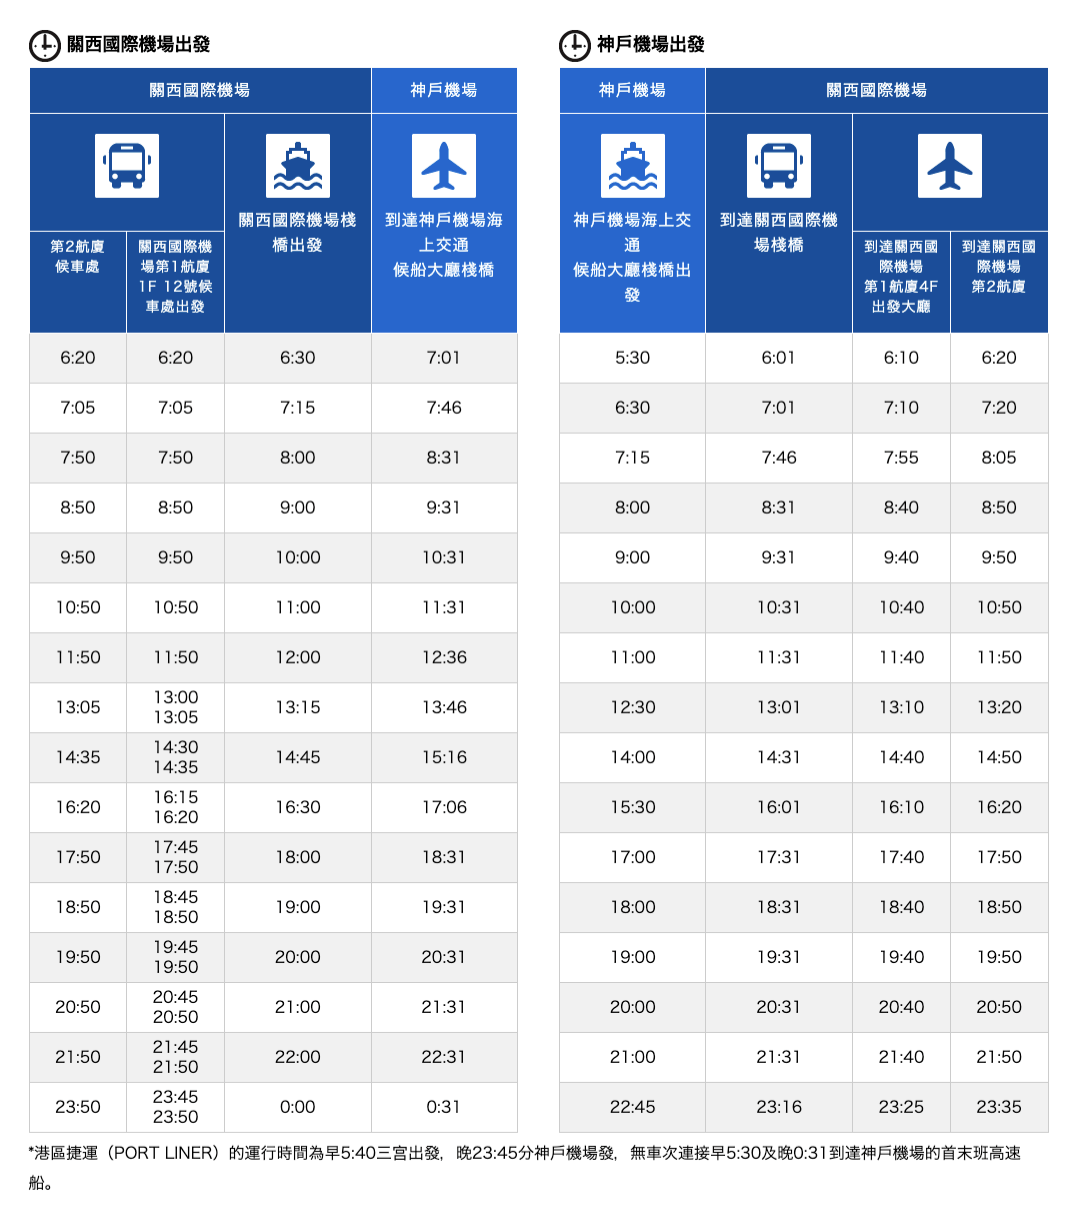 關西國際機場出發
關西國際機場 神戶機場
第2航廈
候車處
關西國際機
場第1航廈
1F 12號候
車處出發
關西國際機場棧
橋出發
到達神戶機場海
上交通
候船大廳棧橋
6:20 6:20 6:30 7:01
7:05 7:05 7:15 7:46
7:50 7:50 8:00 8:31
8:50 8:50 9:00 9:31
9:50 9:50 10:00 10:31
10:50 10:50 11:00 11:31
11:50 11:50 12:00 12:36
13:05 13:00
13:05 13:15 13:46
14:35 14:30
14:35 14:45 15:16
16:20 16:15
16:20 16:30 17:06
17:50 17:45
17:50 18:00 18:31
18:50 18:45
18:50 19:00 19:31
19:50 19:45
19:50 20:00 20:31
20:50 20:45
20:50 21:00 21:31
21:50 21:45
21:50 22:00 22:31
23:50 23:45
23:50 0:00 0:31
神戶機場出發
神戶機場 關西國際機場
神戶機場海上交
通
候船大廳棧橋出
發
到達關西國際機
場棧橋
到達關西國
際機場
第1航廈4F
出發大廳
到達關西國
際機場
第2航廈
5:30 6:01 6:10 6:20
6:30 7:01 7:10 7:20
7:15 7:46 7:55 8:05
8:00 8:31 8:40 8:50
9:00 9:31 9:40 9:50
10:00 10:31 10:40 10:50
11:00 11:31 11:40 11:50
12:30 13:01 13:10 13:20
14:00 14:31 14:40 14:50
15:30 16:01 16:10 16:20
17:00 17:31 17:40 17:50
18:00 18:31 18:40 18:50
19:00 19:31 19:40 19:50
20:00 20:31 20:40 20:50
21:00 21:31 21:40 21:50
22:45 23:16 23:25 23:35
*港區捷運（PORT LINER）的運行時間為早5:40三宮出發，晚23:45分神戶機場發，無車次連接早5:30及晚0:31到達神戶機場的首末班高速
船。